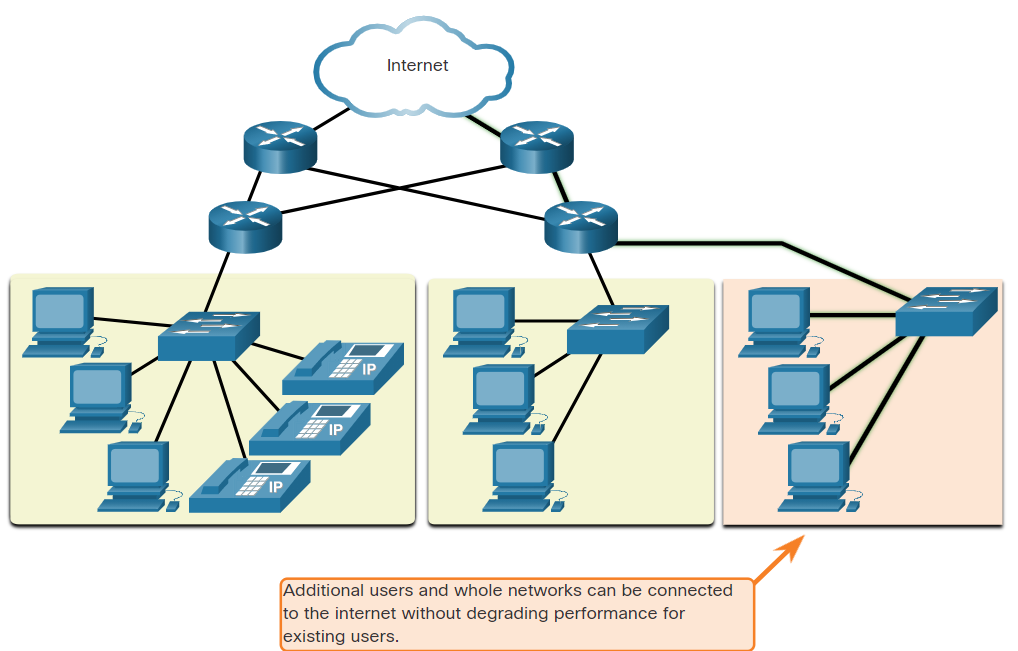 Internet
IP
IP
IP
Additional users and whole networks can be connected
to the internet without degrading performance for
existing users.